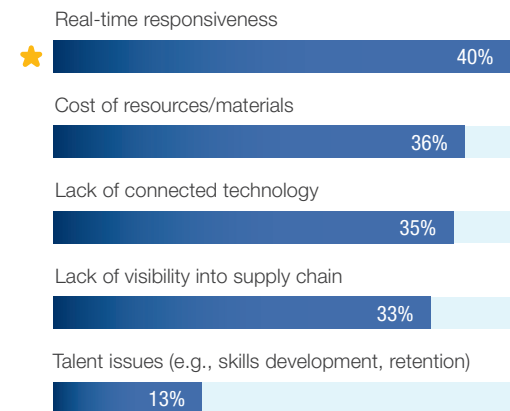 Real-time responsiveness
40%
Cost of resources/materials
36%
Lack of connected technology
35%
Lack of visibility into supply chain
33%
Talent issues (e.g., skills development, retention)
13%